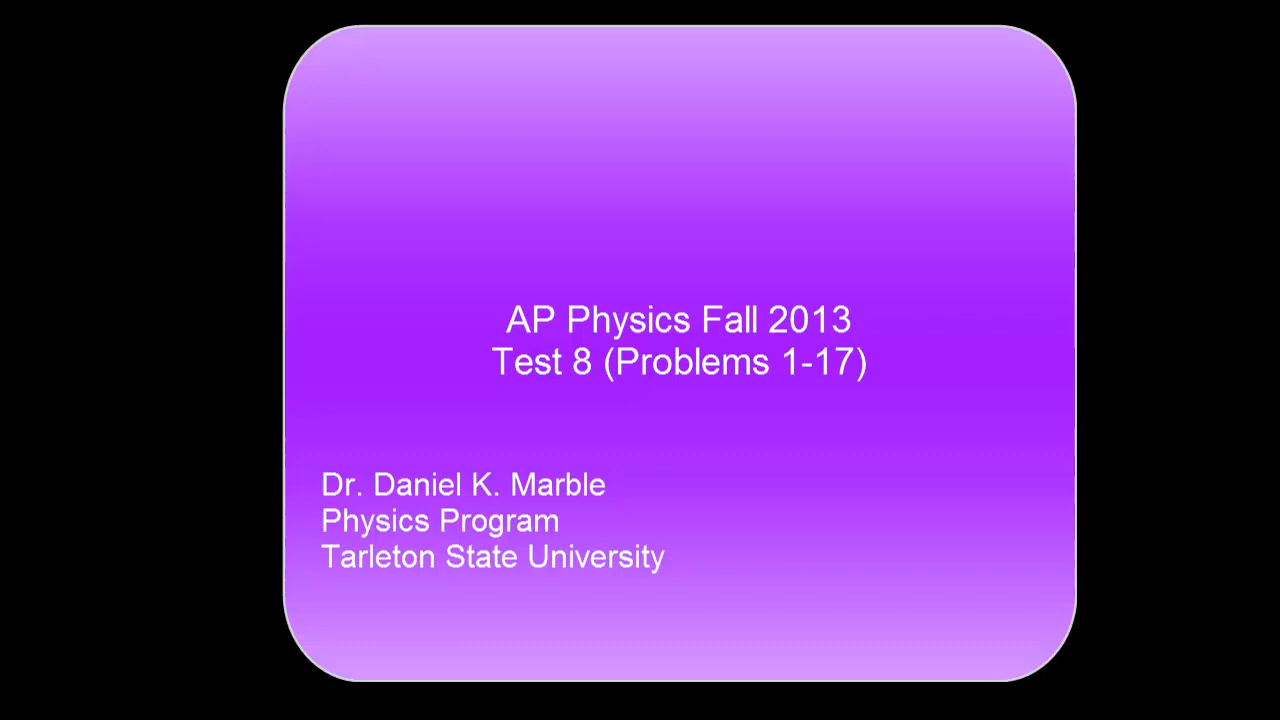 AP Physics Fall 2013
Test 8 (Problems 1-17)
Dr. Daniel K. Marble
Physics Program
Tarleton State University